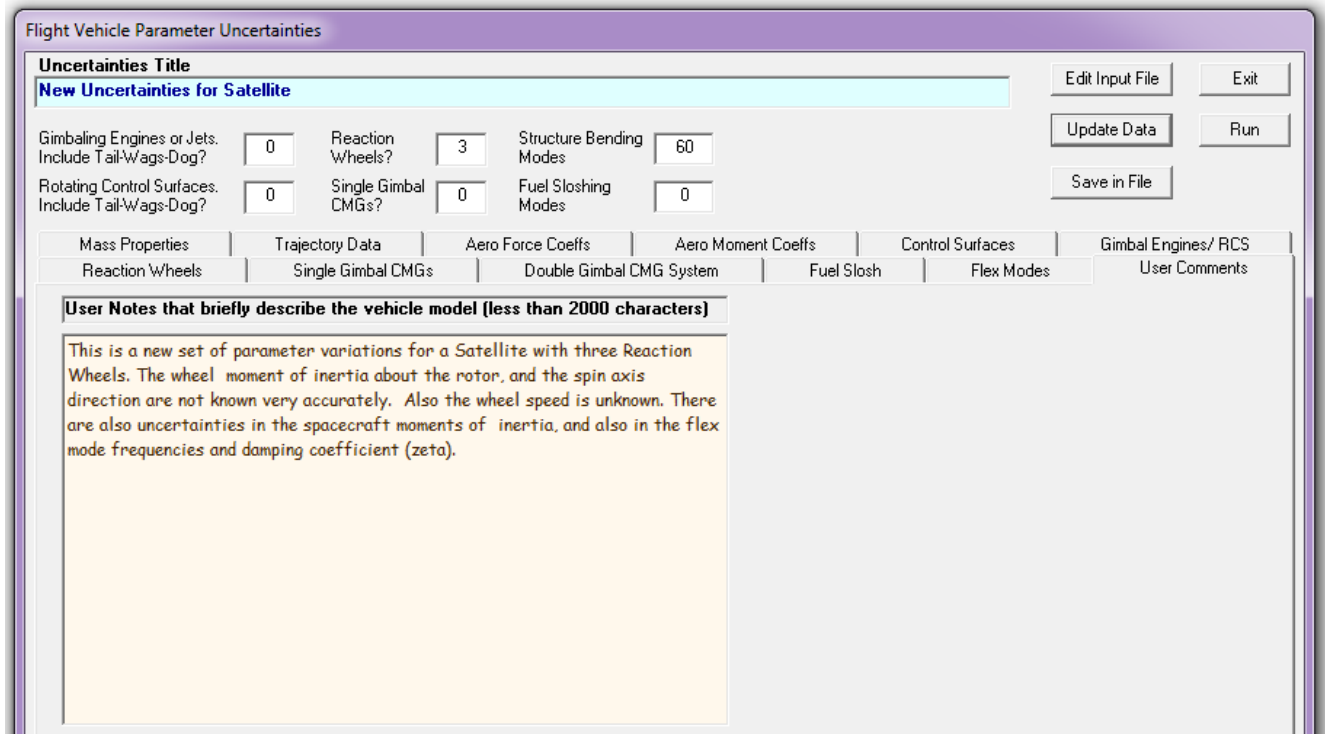 Flight Vehicle Parameter Uncertainties
Uncertainties Title
New Uncertainties for Satellite
Edit Input File
Exit
Update Data
Run
Save in File
Gimbaling Engines or Jets.
Include Tail-Wags-Dog?
0
Reaction
Wheels?
3
Structure Bending
Modes
60
Rotating Control Surfaces.
Include Tail-Wags-Dog?
0
Single Gimbal
CMGs?
0
Fuel Sloshing
Modes
0
Mass Properties
Trajectory Data
Aero Force Coeffs
Aero Moment Coeffs
Control Surfaces
Gimbal Engines/ RCS
Reaction Wheels
Single Gimbal CMGs
Double Gimbal CMG System
Fuel Slosh
Flex Modes
User Comments
User Notes that briefly describe the vehicle model (less than 2000 characters)
This is a new set of parameter variations for a Satellite with three Reaction
Wheels. The wheel  moment of inertia about the rotor, and the spin axis
direction are not known very accurately.  Also the wheel speed is unknown. There
are also uncertainties in the spacecraft moments of  inertia, and also in the flex
mode frequencies and damping coefficient (zeta).